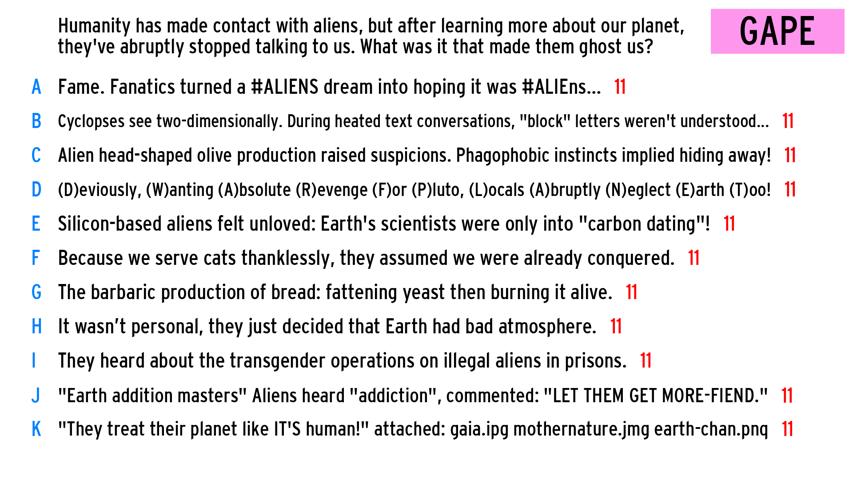 Humanity has made contact with aliens, but after learning more about our planet,
they've abruptly stopped talking to us. What was it that made them ghost us?
GAPE
A Fame. Fanatics turned a #ALIENS dream into hoping it was #ALIEns... 11
B Cyclopses see two-dimensionally. During heated text conversations, "block" letters weren't understood... 11
C Alien head-shaped olive production raised suspicions. Phagophobic instincts implied hiding away! 11
D (D)eviously, (W)anting (A)bsolute (R)evenge (F)or (P)luto, (L)ocals (A)bruptly (N)eglect (E)arth (T)oo! 11
E Silicon-based aliens felt unloved: Earth's scientists were only into "carbon dating"! 11
F Because we serve cats thanklessly, they assumed we were already conquered. 11
G The barbaric production of bread: fattening yeast then burning it alive. 11
H It wasn’t personal, they just decided that Earth had bad atmosphere. 11
I They heard about the transgender operations on illegal aliens in prisons. 11
J "Earth addition masters" Aliens heard "addiction", commented: "LET THEM GET MORE-FIEND." 11
K "They treat their planet like IT'S human!" attached: gaia.ipg mothernature.jmg earth-chan.pnq 11